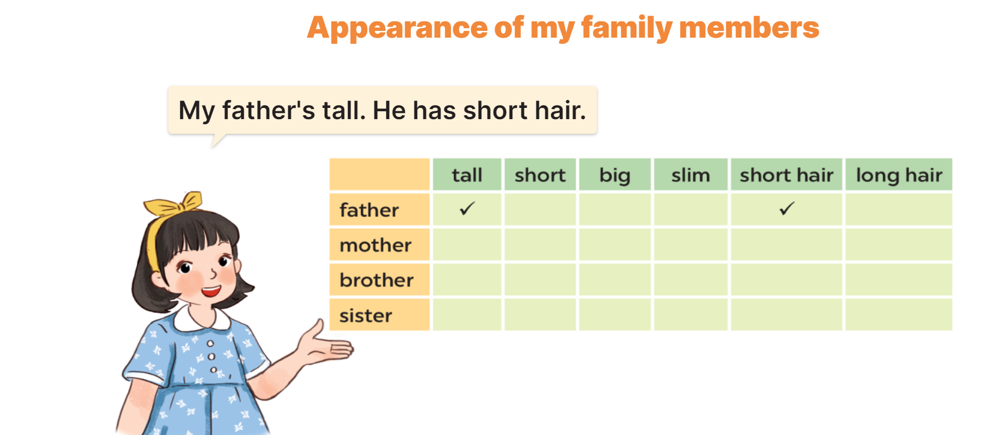 Appearance of my family members
My father's tall. He has short hair.
tall short big slim short hair long hair
father ✓ ✓
mother
brother
sister